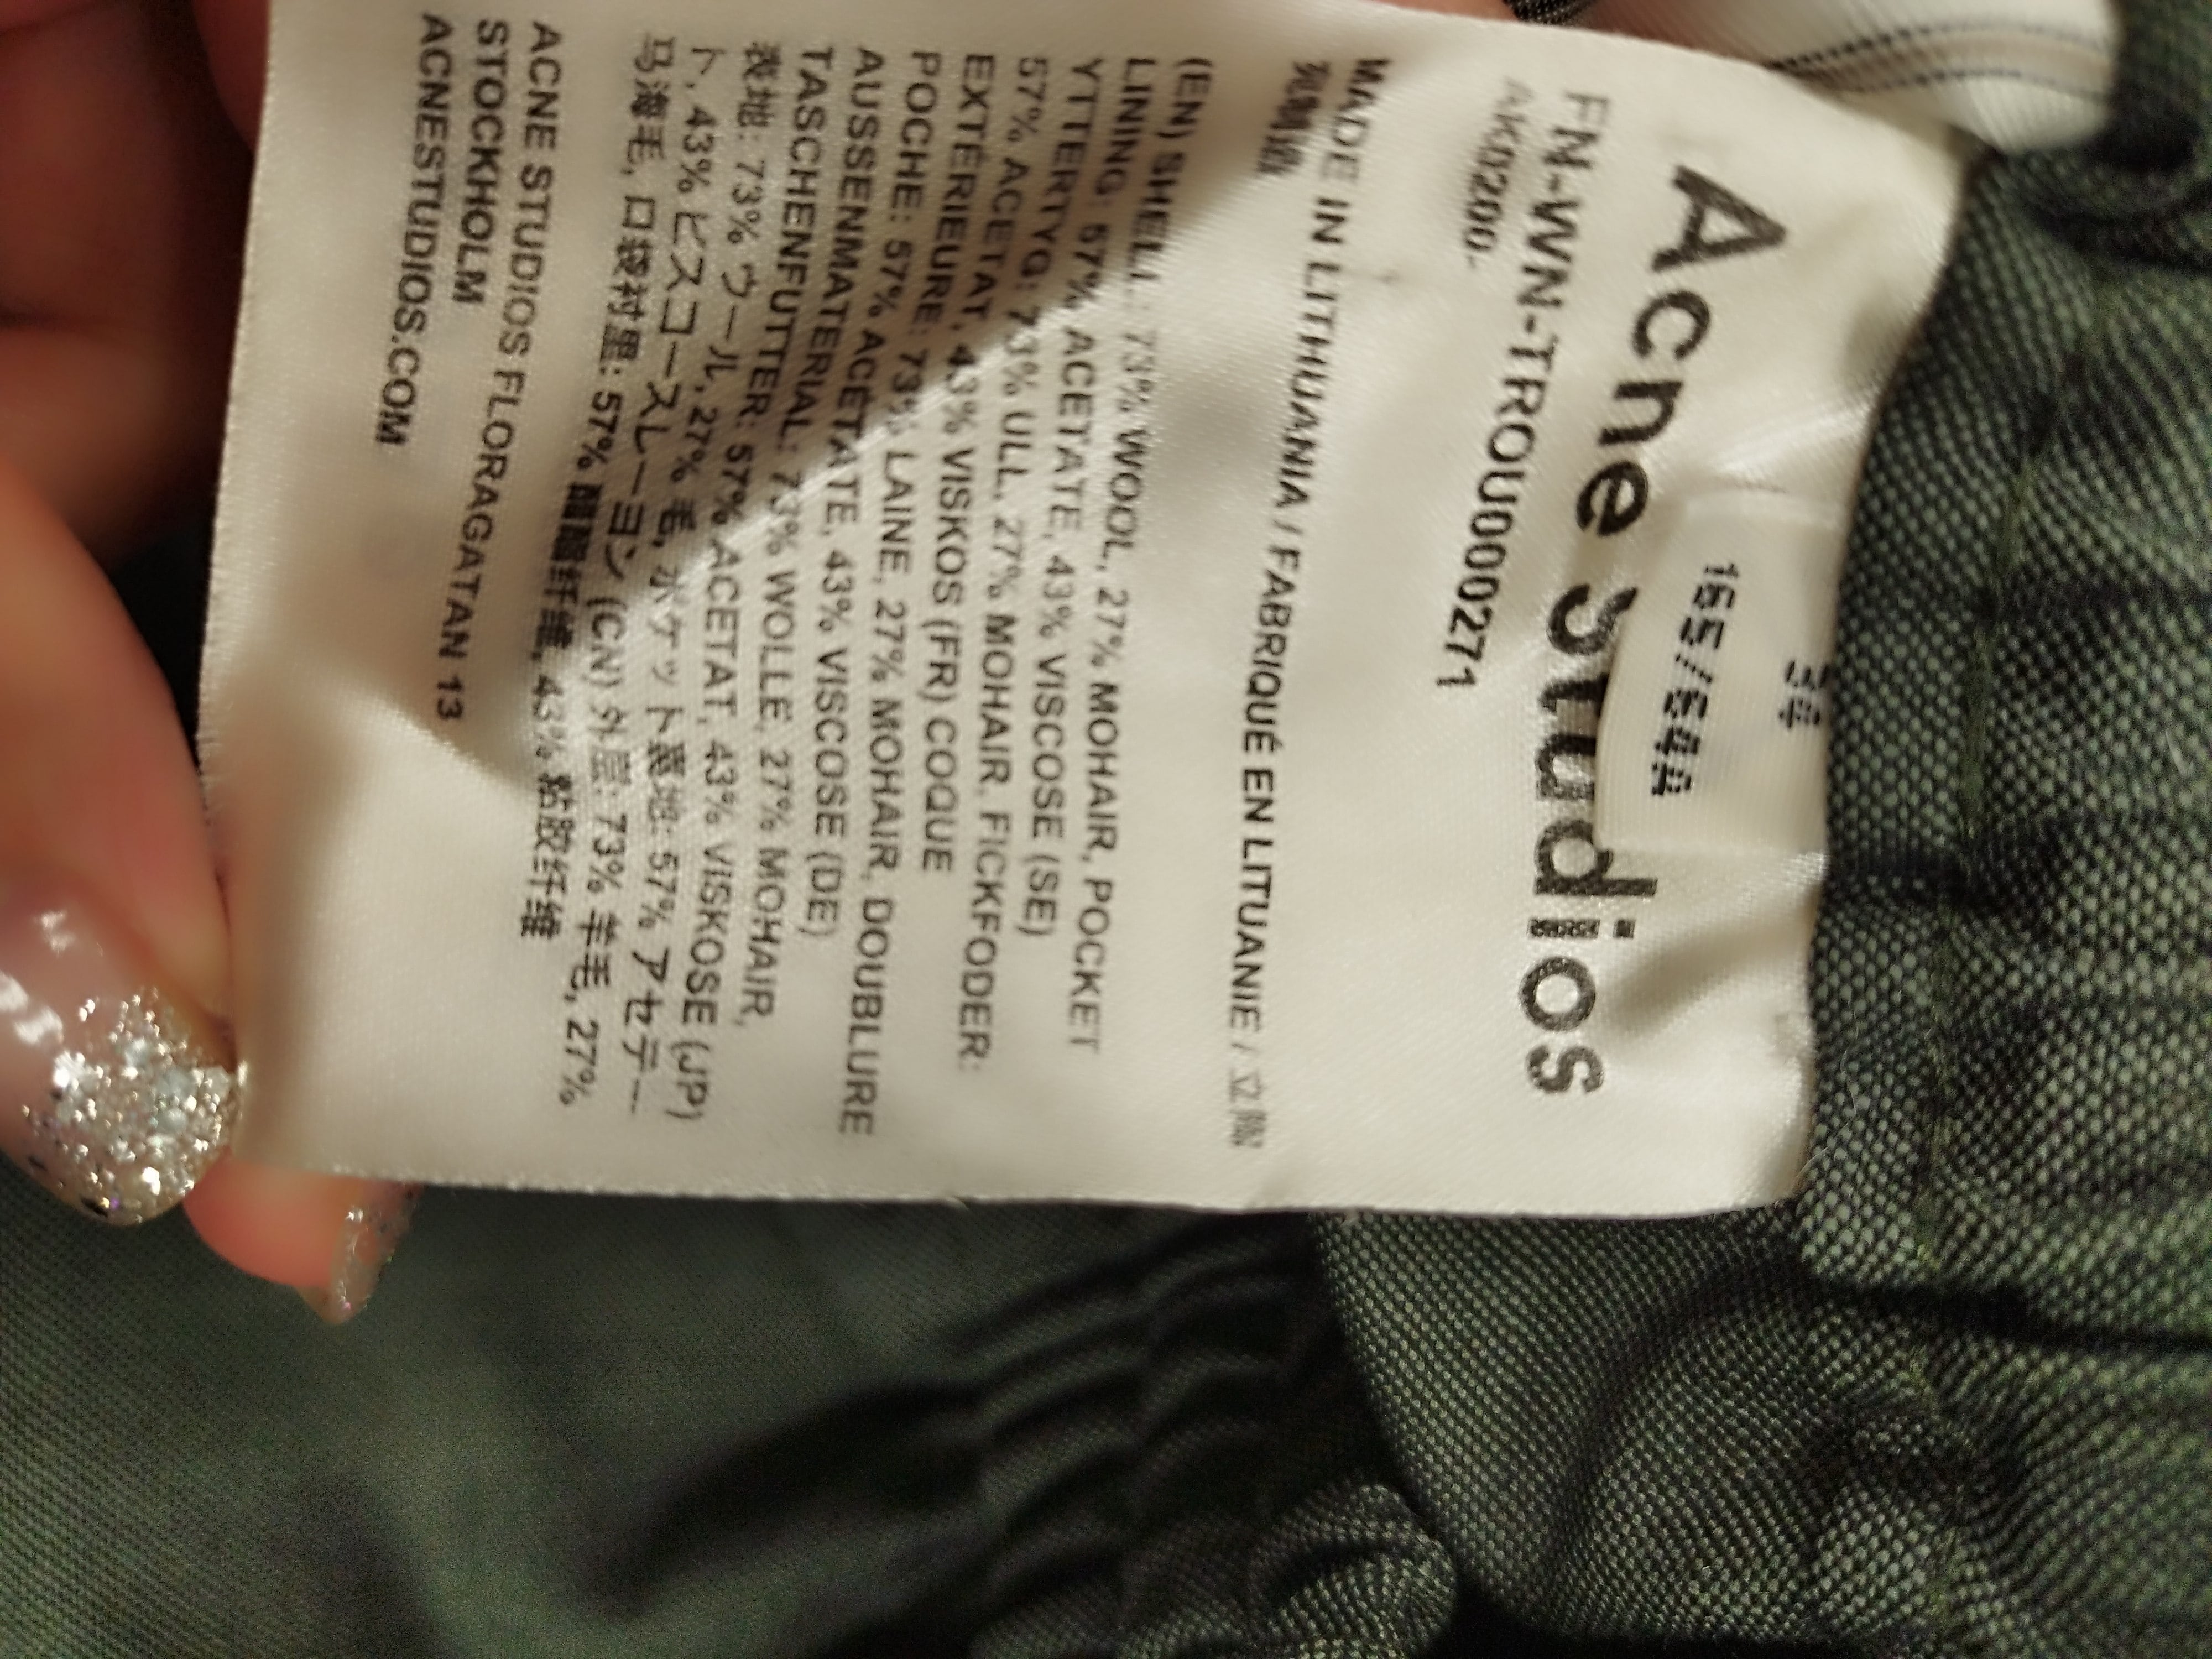 34
165/64A
Acne Studios
FN-WN-TROU000271
AK0200-
MADE IN LITHUANIA / FABRIQUÉ EN LITUANIE / 立陶
宛制造
(EN) SHELL: 73% WOOL, 27% MOHAIR, POCKET
LINING: 57% ACETATE, 43% VISCOSE (SE)
YTTERTYG: 73% ULL, 27% MOHAIR, FICKFODER:
57% ACETAT, 43% VISKOS (FR) COQUE
EXTÉRIEURE: 73% LAINE, 27% MOHAIR, DOUBLURE
POCHE: 57% ACÉTATE, 43% VISCOSE (DE)
AUSSENMATERIAL: 73% WOLLE, 27% MOHAIR,
TASCHENFUTTER: 57% ACETAT, 43% VISKOSE (JP)
表地: 73% ウール, 27% 毛, ポケット裏地: 57% アセテー
ト, 43% ビスコースレーヨン (CN) 外层: 73% 羊毛, 27%
马海毛, 口袋衬里: 57% 醋酯纤维, 43% 黏胶纤维
ACNE STUDIOS FLORAGATAN 13
STOCKHOLM
ACNESTUDIOS.COM